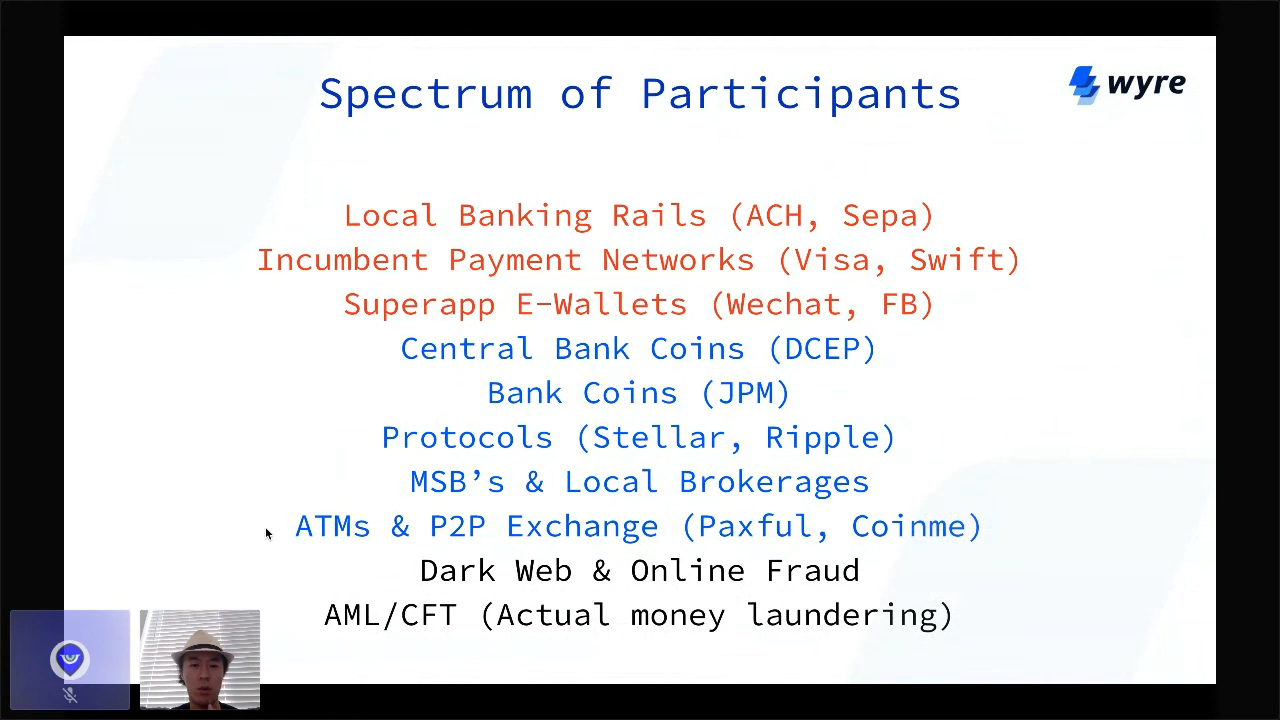 Spectrum of Participants
wyre
Local Banking Rails (ACH, Sepa)
Incumbent Payment Networks (Visa, Swift)
Superapp E-Wallets (Wechat, FB)
Central Bank Coins (DCEP)
Bank Coins (JPM)
Protocols (Stellar, Ripple)
MSB’s & Local Brokerages
ATMs & P2P Exchange (Paxful, Coinme)
Dark Web & Online Fraud
AML/CFT (Actual money laundering)